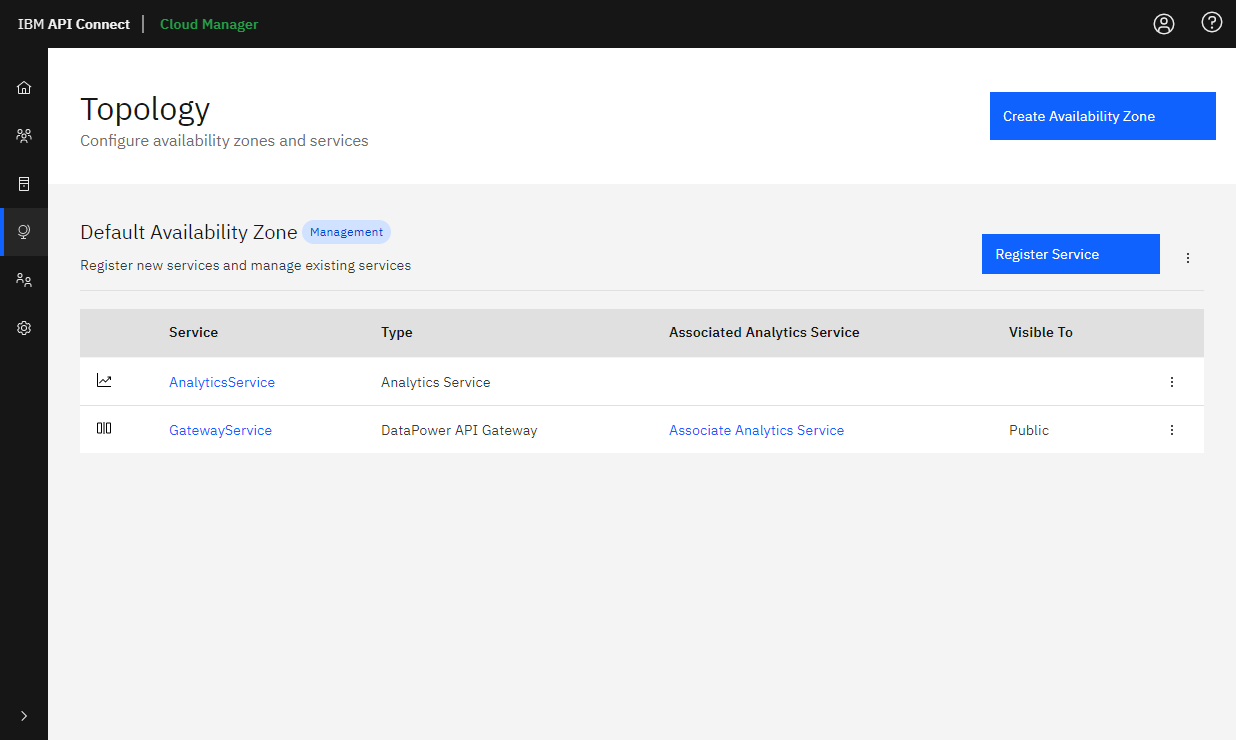 IBM API Connect | Cloud Manager
Topology
Configure availability zones and services
Create Availability Zone
Default Availability Zone Management
Register new services and manage existing services
Register Service
Service Type Associated Analytics Service Visible To
AnalyticsService Analytics Service
GatewayService DataPower API Gateway Associate Analytics Service Public